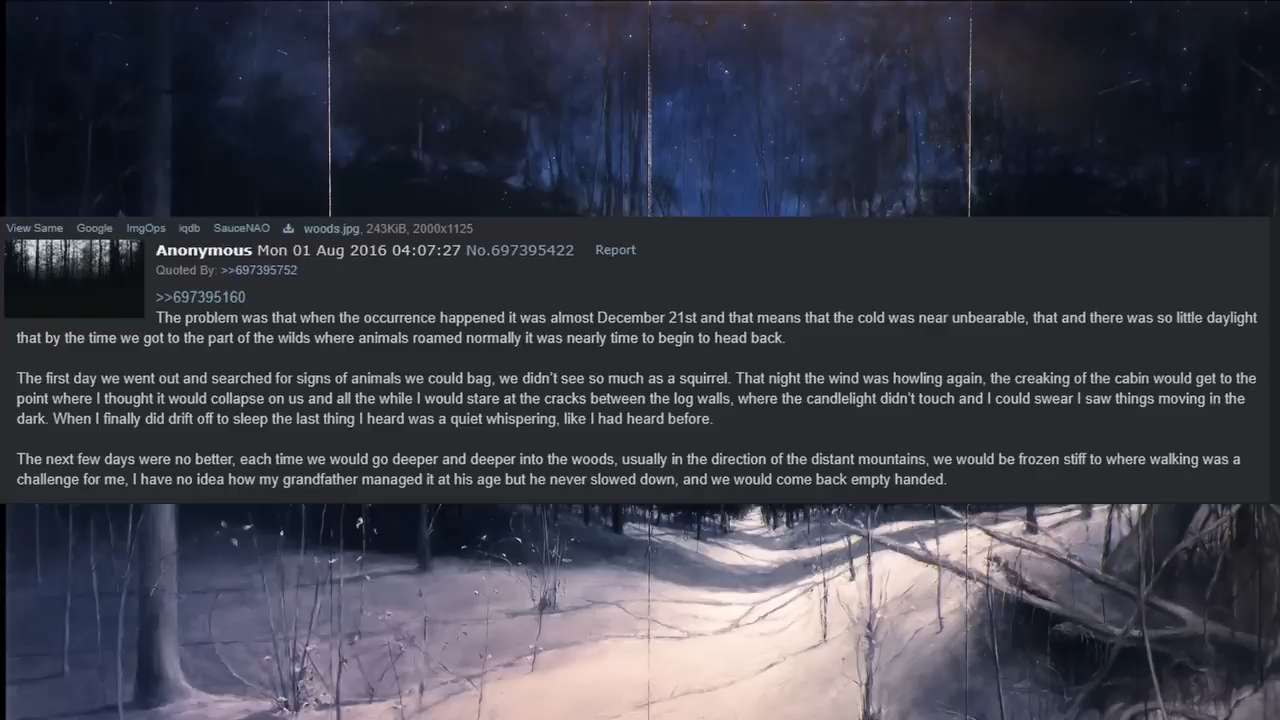 View Same Google ImgOps iqdb SauceNAO woods.jpg, 243KiB, 2000x1125
Anonymous Mon 01 Aug 2016 04:07:27 No.697395422 Report
Quoted By: >>697395752
>>697395160
The problem was that when the occurrence happened it was almost December 21st and that means that the cold was near unbearable, that and there was so little daylight
that by the time we got to the part of the wilds where animals roamed normally it was nearly time to begin to head back.
The first day we went out and searched for signs of animals we could bag, we didn't see so much as a squirrel. That night the wind was howling again, the creaking of the cabin would get to the
point where I thought it would collapse on us and all the while I would stare at the cracks between the log walls, where the candlelight didn't touch and I could swear I saw things moving in the
dark. When I finally did drift off to sleep the last thing I heard was a quiet whispering, like I had heard before.
The next few days were no better, each time we would go deeper and deeper into the woods, usually in the direction of the distant mountains, we would be frozen stiff to where walking was a
challenge for me, I have no idea how my grandfather managed it at his age but he never slowed down, and we would come back empty handed.